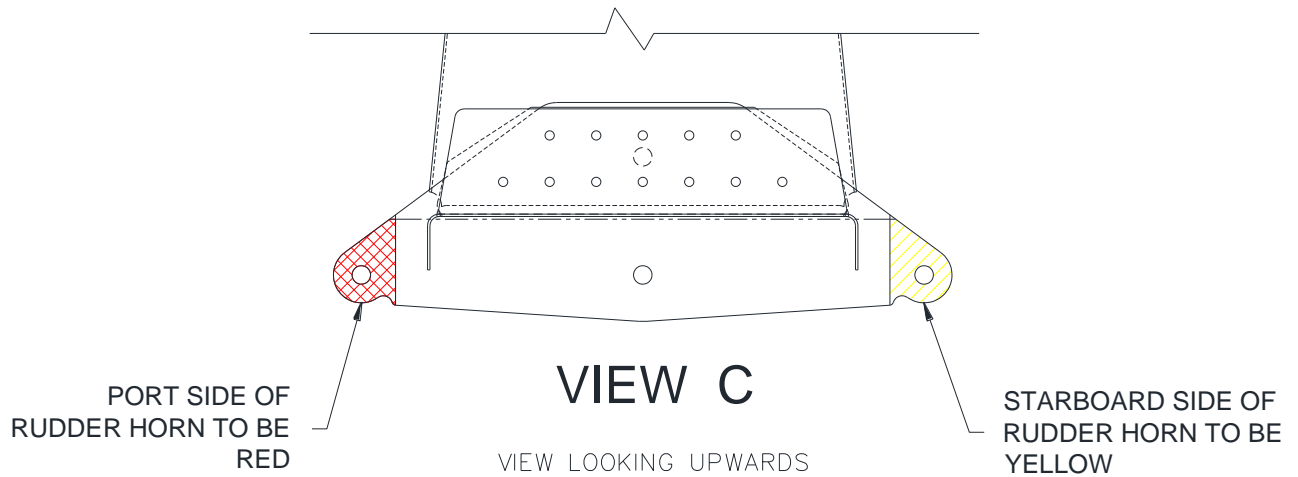 VIEW C
PORT SIDE OF
RUDDER HORN TO BE
RED
VIEW LOOKING UPWARDS
STARBOARD SIDE OF
RUDDER HORN TO BE
YELLOW